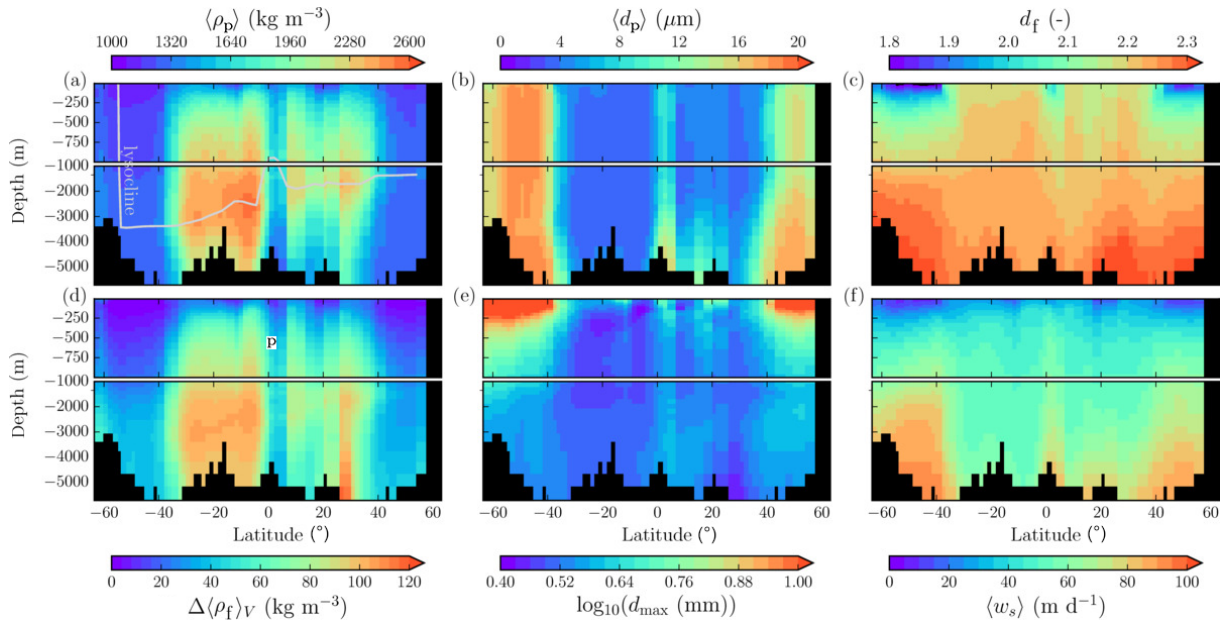 ⟨ρp⟩ (kg m−3) ⟨dp⟩ (μm) df (-)
1000 1320 1640 1960 2280 2600 0 4 8 12 16 20 1.8 1.9 2.0 2.1 2.2 2.3
(a) (b) (c)
−250
−500
−750
−1000
−2000
−3000
−4000
−5000
Depth (m)
lysocline
(d) (e) (f)
−250
−500
−750
−1000
−2000
−3000
−4000
−5000
Depth (m)
p
−60 −40 −20 0 20 40 60 −60 −40 −20 0 20 40 60 −60 −40 −20 0 20 40 60
Latitude (°) Latitude (°) Latitude (°)
0 20 40 60 80 100 120 0.40 0.52 0.64 0.76 0.88 1.00 0 20 40 60 80 100
Δ⟨ρf⟩V (kg m−3) log10(dmax (mm)) ⟨ws⟩ (m d−1)